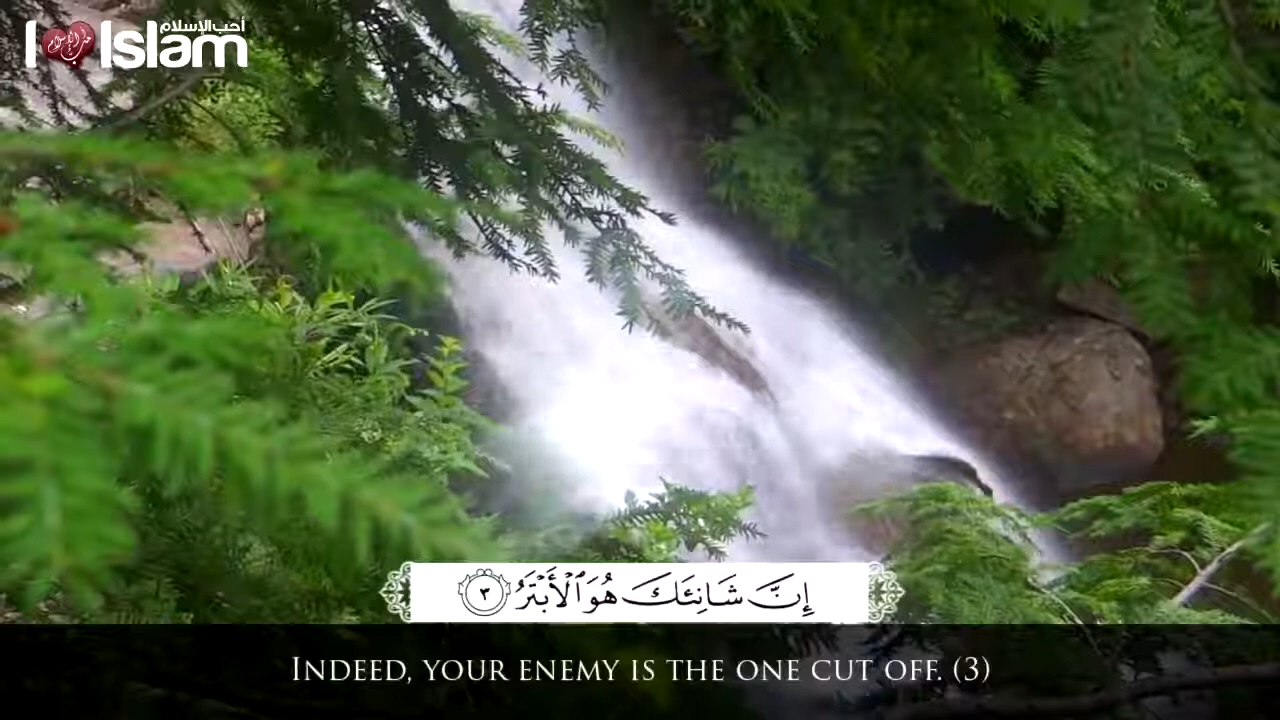 أحب الإسلام
I Islam
إِنَّ شَانِئَكَ هُوَ ٱلْأَبْتَرُ ٣
INDEED, YOUR ENEMY IS THE ONE CUT OFF. (3)